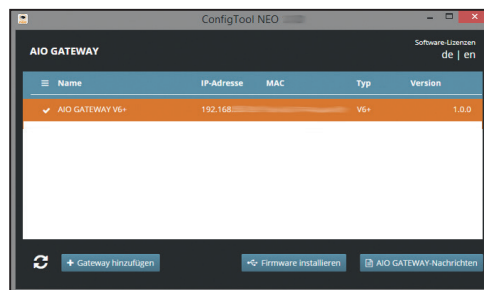 ConfigTool NEO
AIO GATEWAY
Software-Lizenzen
de | en
Name IP-Adresse MAC Typ Version
AIO GATEWAY V6+ 192.168 V6+ 1.0.0
+ Gateway hinzufügen Firmware installieren AIO GATEWAY-Nachrichten